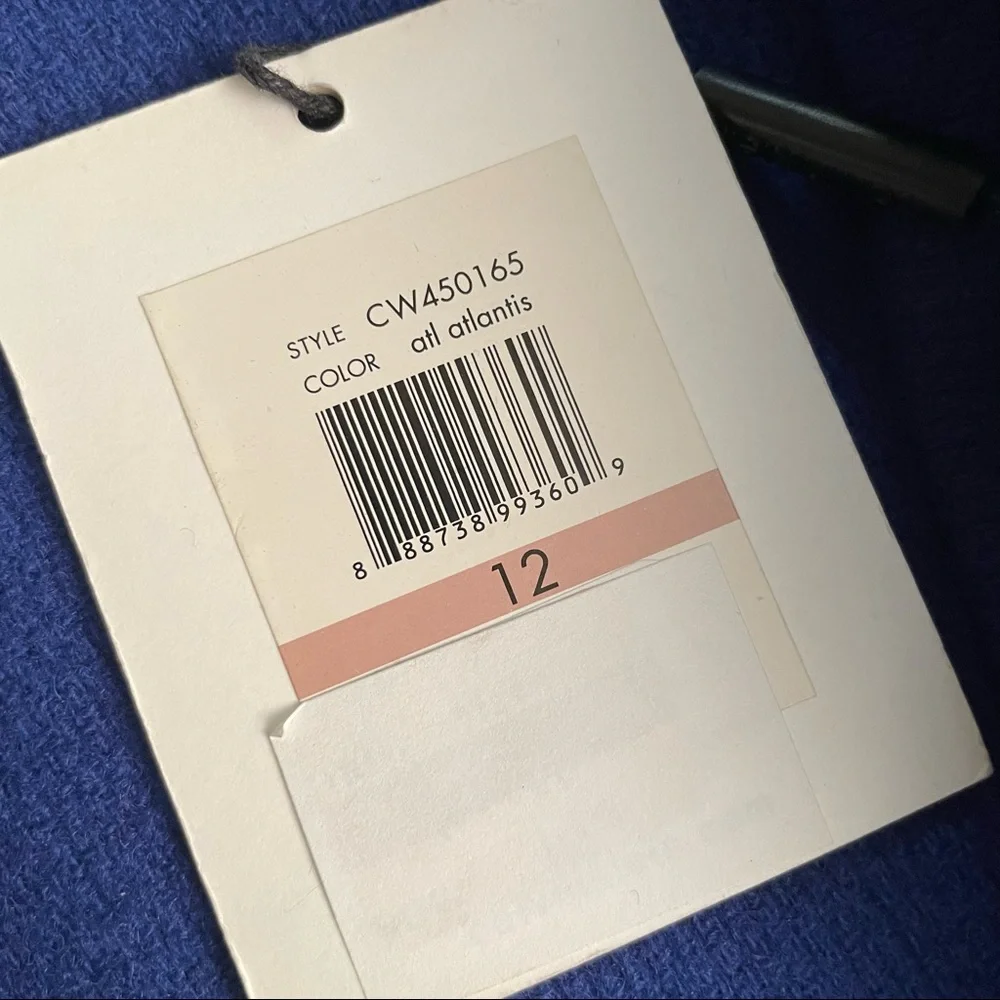 STYLE CW450165
COLOR atl atlantis
8 88738 99360 9
12